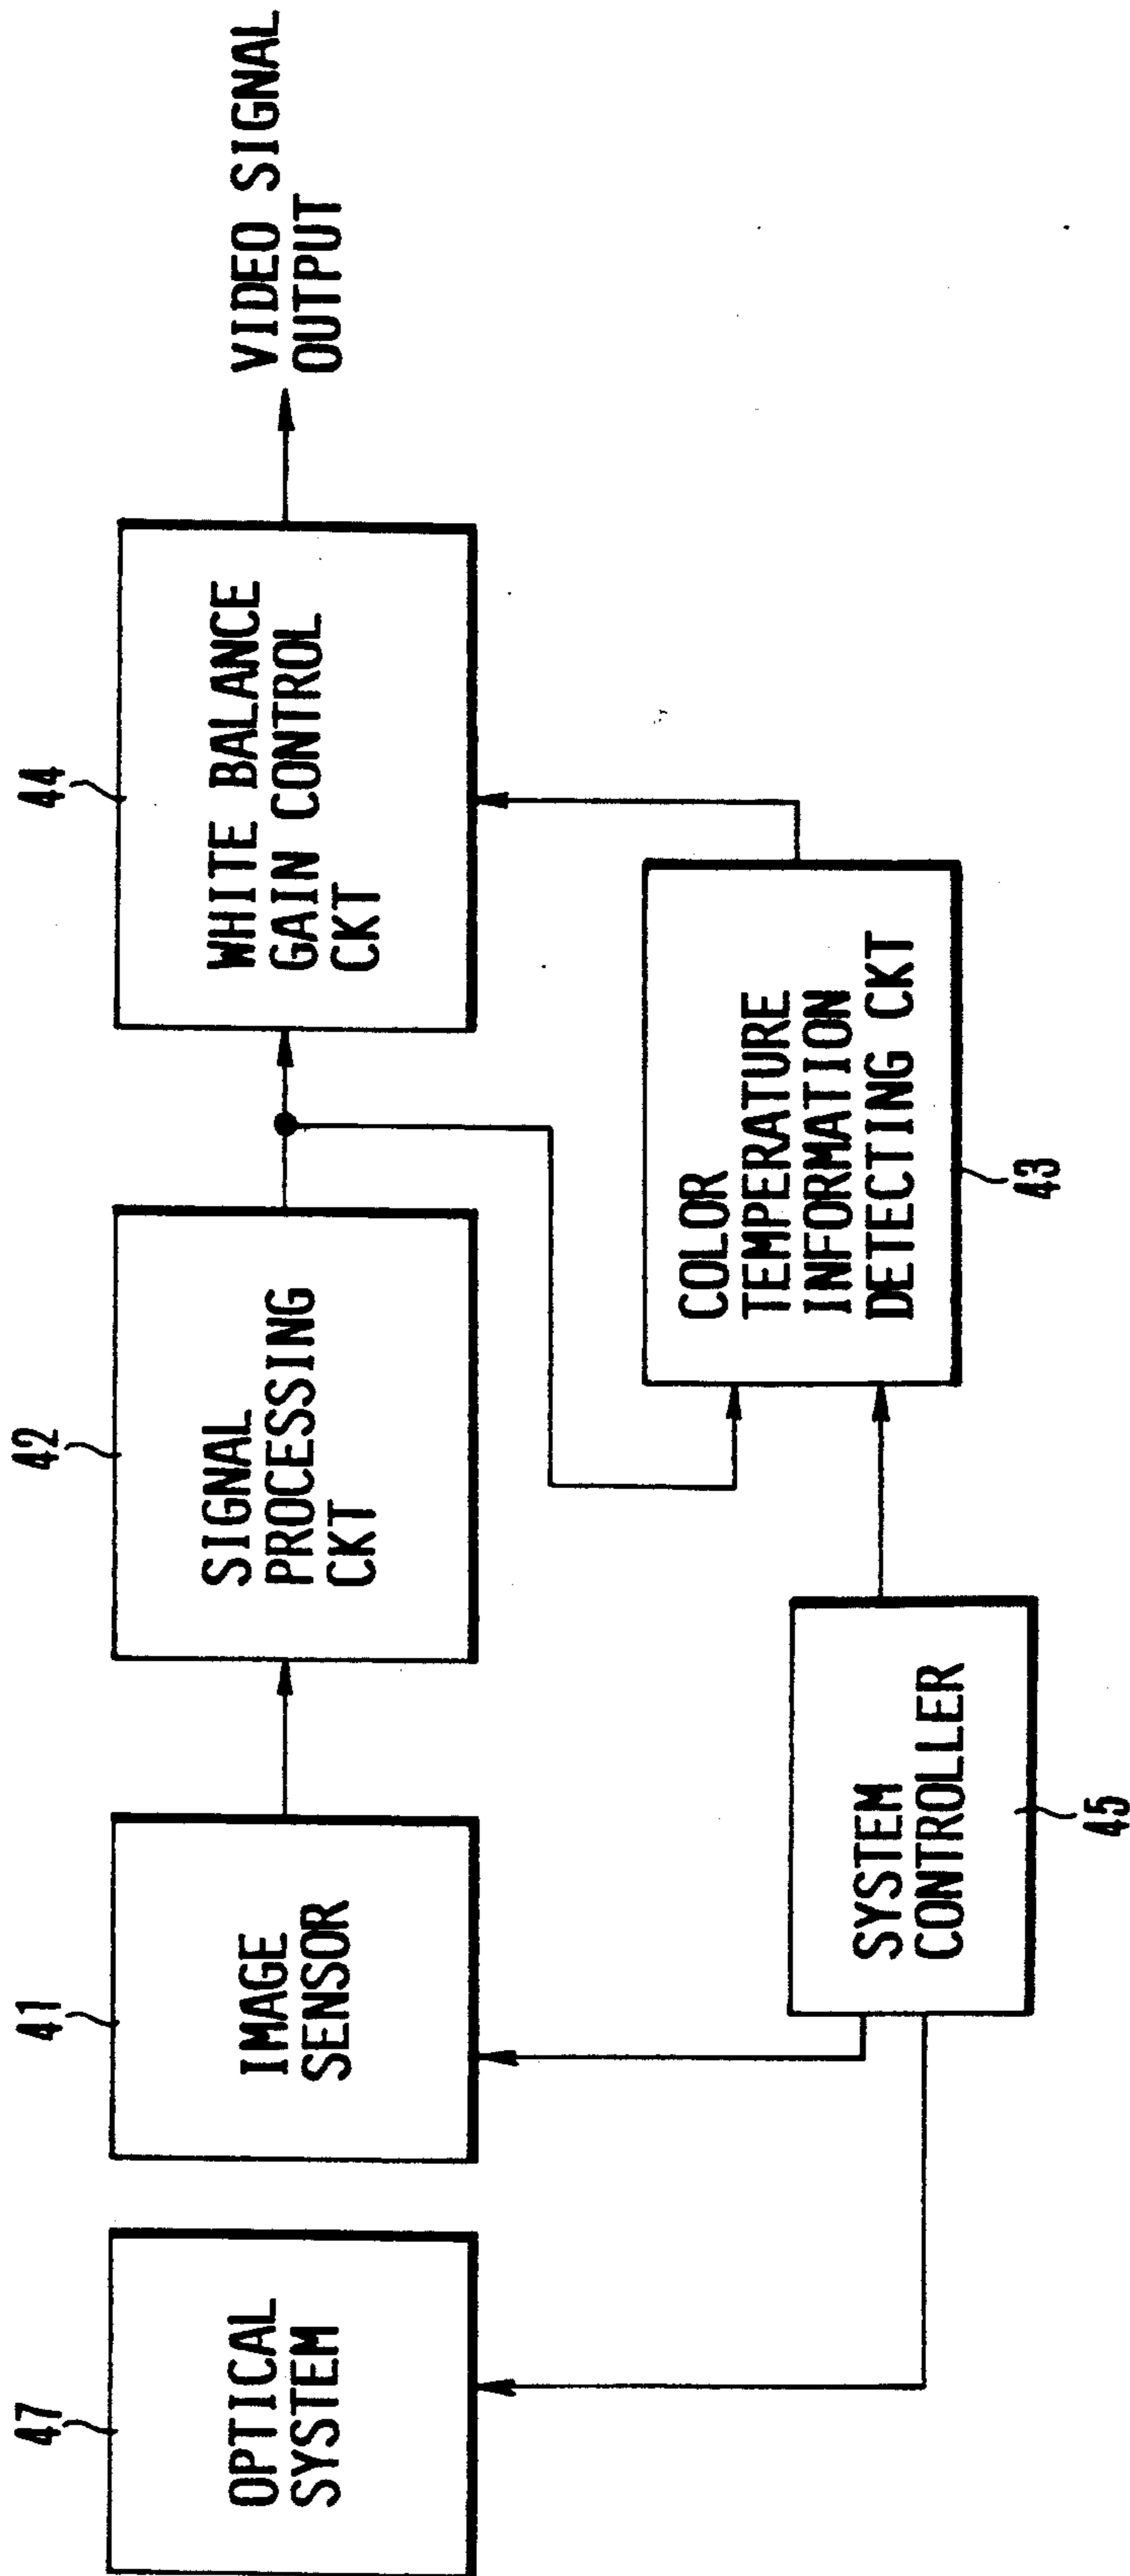 47
OPTICAL
SYSTEM
41
IMAGE
SENSOR
42
SIGNAL
PROCESSING
CKT
44
WHITE BALANCE
GAIN CONTROL
CKT
VIDEO SIGNAL
OUTPUT
SYSTEM
CONTROLLER
45
COLOR
TEMPERATURE
INFORMATION
DETECTING CKT
43